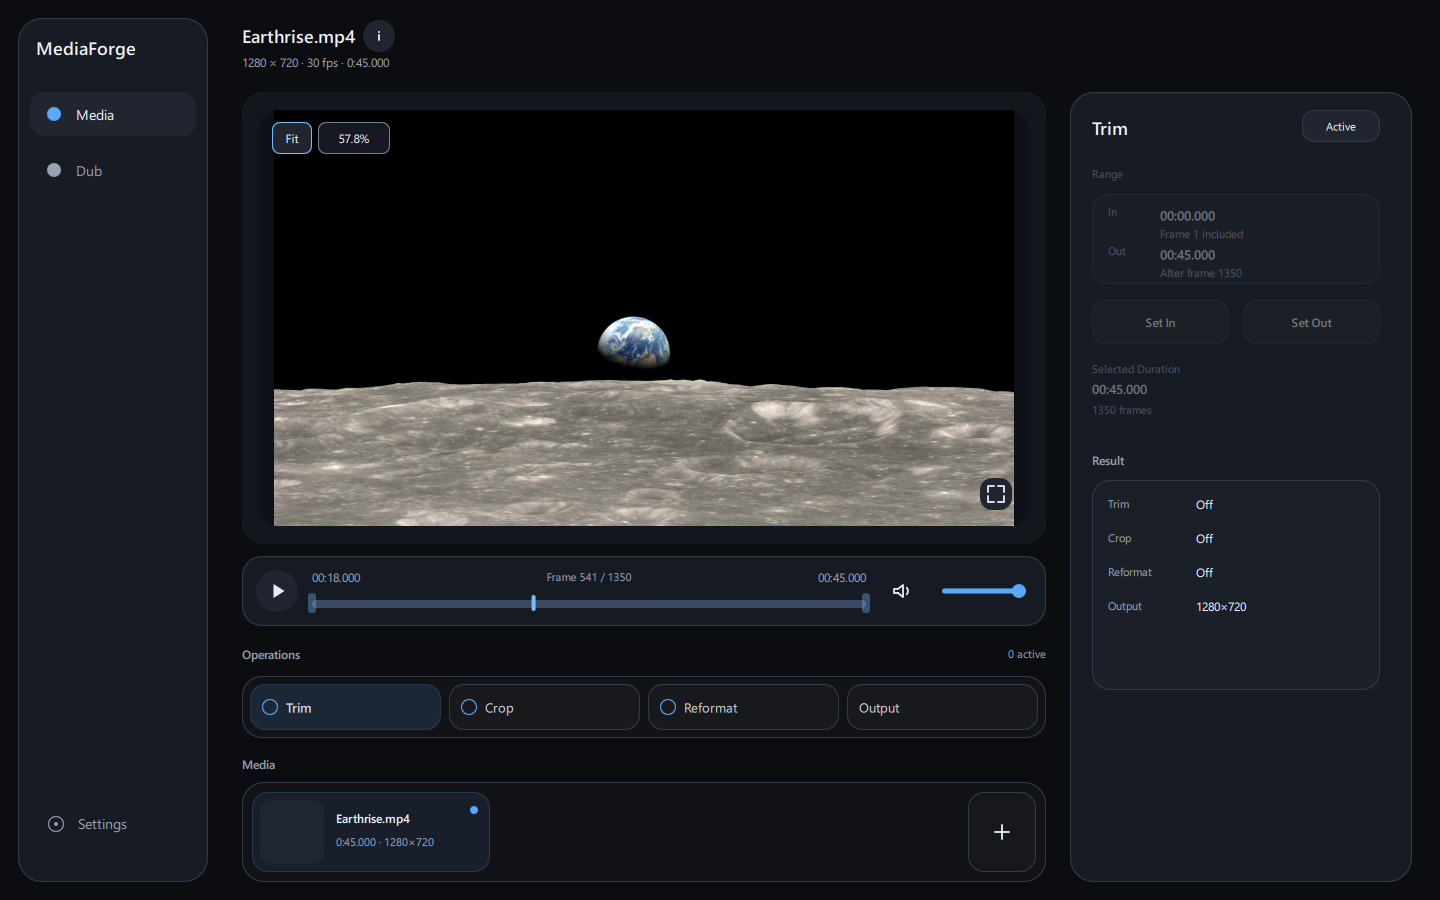 MediaForge
Media
Dub
Settings
Earthrise.mp4
i
1280 × 720 · 30 fps · 0:45.000
Fit
57.8%
00:18.000
Frame 541 / 1350
00:45.000
Operations
0 active
Trim
Crop
Reformat
Output
Media
Earthrise.mp4
0:45.000 · 1280×720
+
Trim
Active
Range
In
00:00.000
Frame 1 included
Out
00:45.000
After frame 1350
Set In
Set Out
Selected Duration
00:45.000
1350 frames
Result
Trim Off
Crop Off
Reformat Off
Output 1280×720